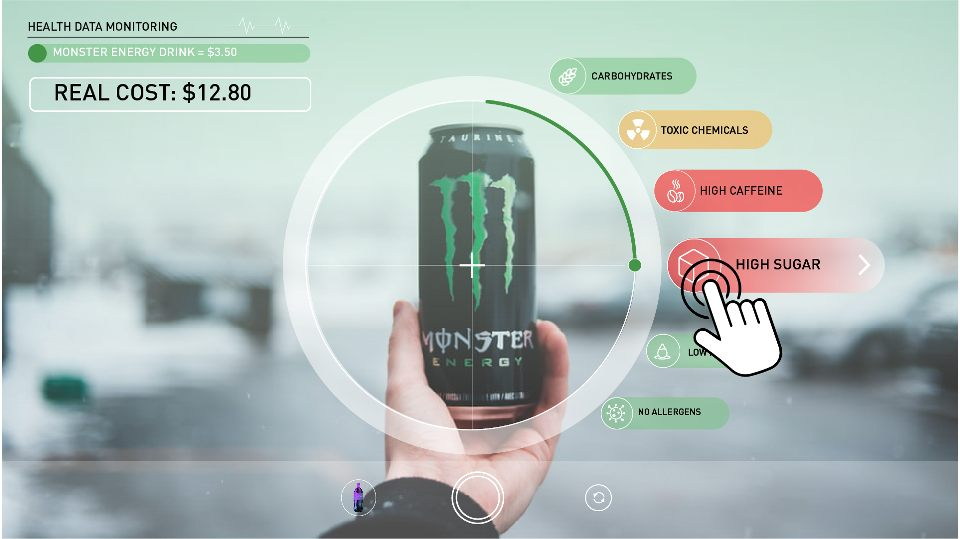 HEALTH DATA MONITORING
MONSTER ENERGY DRINK = $3.50
REAL COST: $12.80
CARBOHYDRATES
TOXIC CHEMICALS
HIGH CAFFEINE
HIGH SUGAR
LOW
NO ALLERGENS
TAURINE
MONSTER
ENERGY